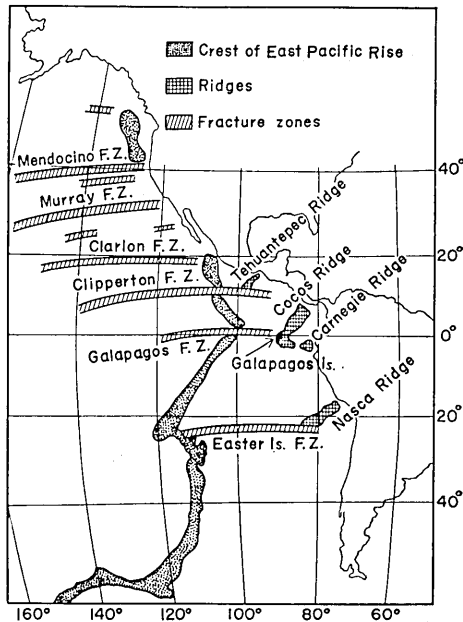 Crest of East Pacific Rise
Ridges
Fracture zones
Mendocino F.Z.
Murray F.Z.
Clarion F.Z.
Clipperton F.Z.
Galapagos F.Z.
Tehuantepec Ridge
Cocos Ridge
Carnegie Ridge
Galapagos Is.
Nasca Ridge
Easter Is. F.Z.
40°
20°
0°
20°
40°
160° 140° 120° 100° 80° 60°